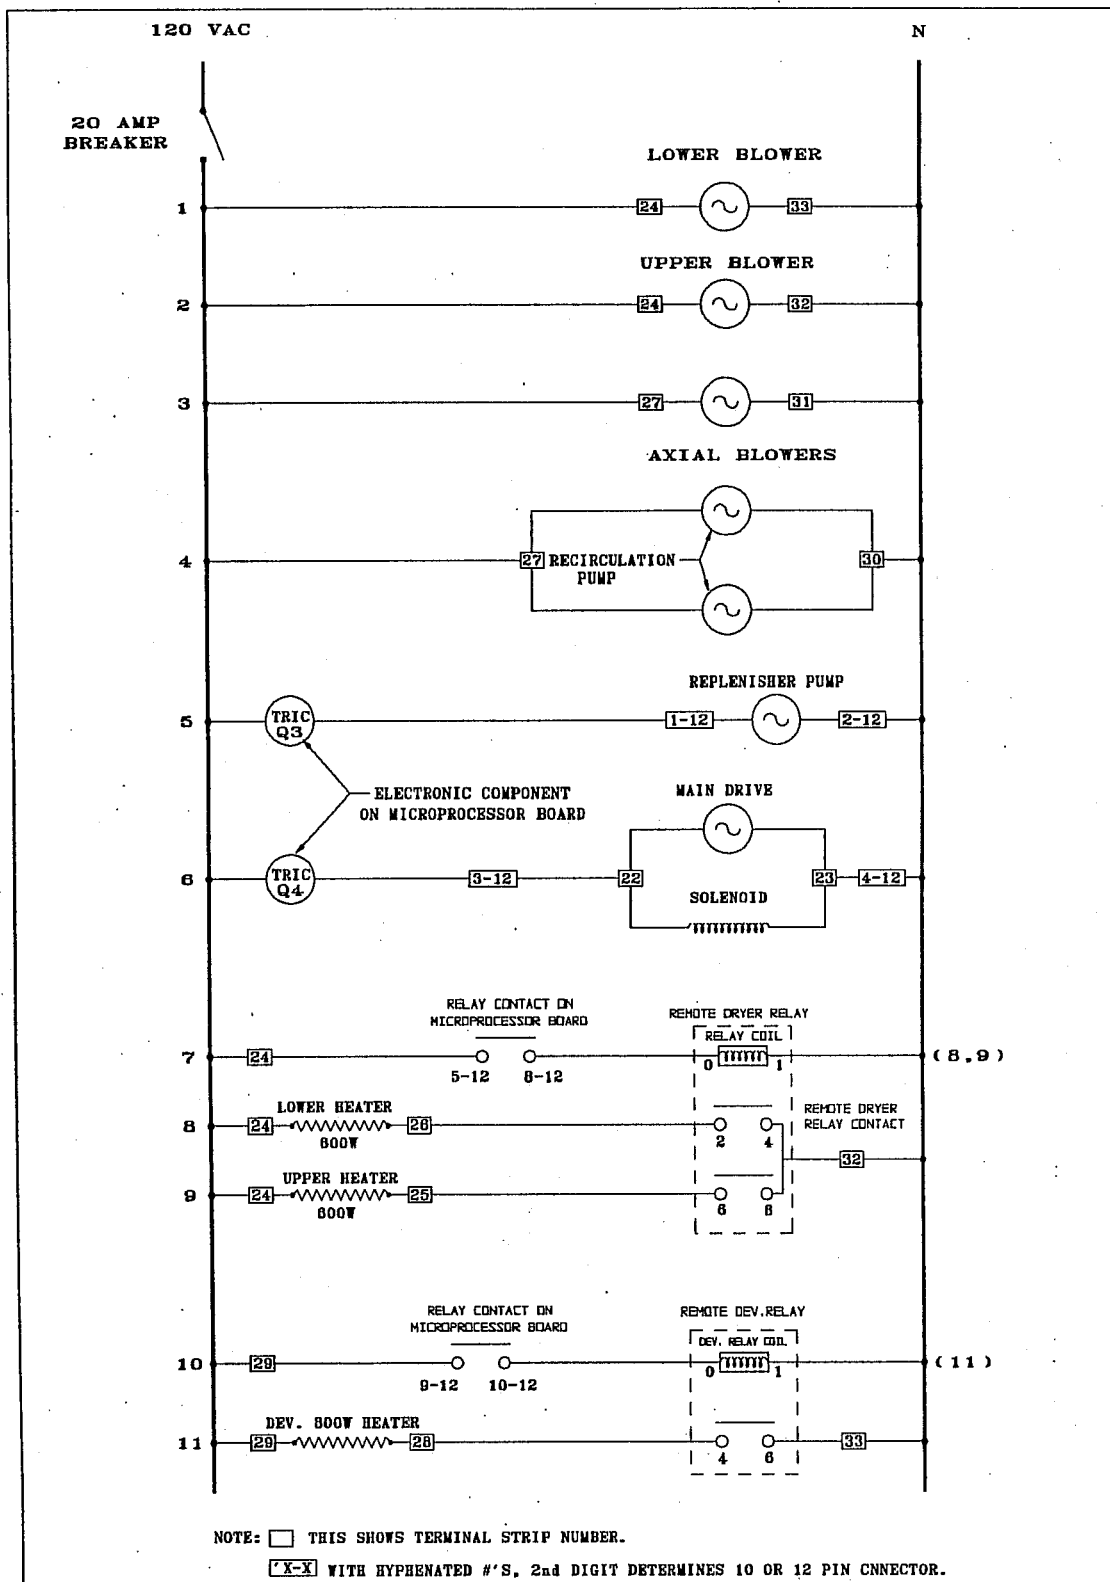 120 VAC
N
20 AMP
BREAKER
LOWER BLOWER
1
24
33
UPPER BLOWER
2
24
32
3
27
31
AXIAL BLOWERS
4
27
RECIRCULATION
PUMP
30
REPLENISHER PUMP
5
TRIC
Q3
1-12
2-12
ELECTRONIC COMPONENT
ON MICROPROCESSOR BOARD
MAIN DRIVE
6
TRIC
Q4
3-12
22
23
4-12
SOLENOID
RELAY CONTACT ON
MICROPROCESSOR BOARD
REMOTE DRYER RELAY
RELAY COIL
7
24
5-12
8-12
0
1
(8,9)
LOWER HEATER
REMOTE DRYER
RELAY CONTACT
8
24
26
600W
2
4
32
UPPER HEATER
9
24
25
600W
6
8
RELAY CONTACT ON
MICROPROCESSOR BOARD
REMOTE DEV.RELAY
DEV. RELAY COIL
10
29
9-12
10-12
0
1
(11)
DEV. 800W HEATER
11
29
28
4
6
33
NOTE: THIS SHOWS TERMINAL STRIP NUMBER.
'X-X WITH HYPHENATED #'S, 2nd DIGIT DETERMINES 10 OR 12 PIN CNNECTOR.